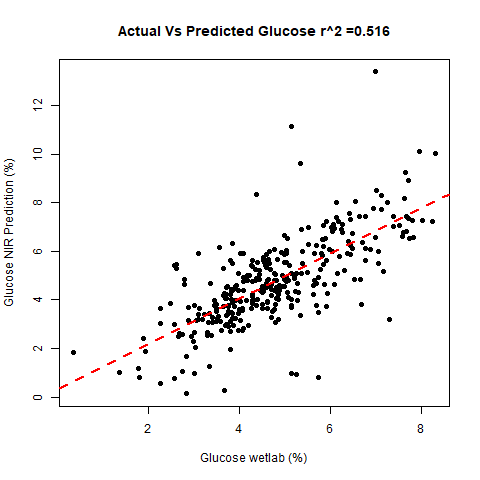 Actual Vs Predicted Glucose r^2 =0.516
Glucose NIR Prediction (%)
12
10
8
6
4
2
0
2 4 6 8
Glucose wetlab (%)